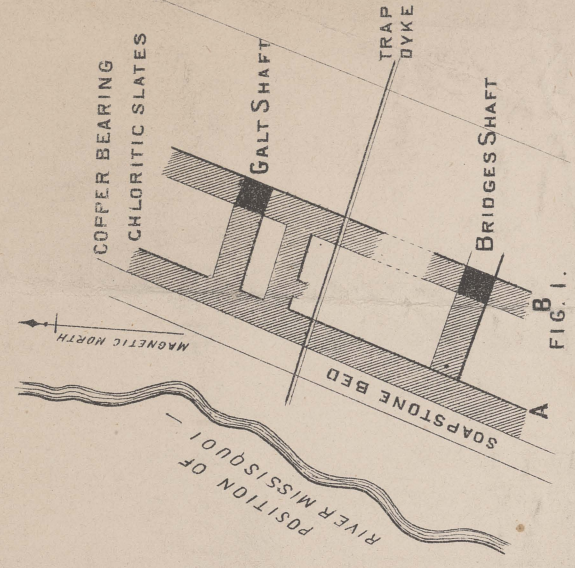 COPPER BEARING
CHLORITIC SLATES
GALT SHAFT
TRAP
DYKE
BRIDGES SHAFT
MAGNETIC NORTH
SOAPSTONE BED
POSITION OF
RIVER MISSISQUOI —
A
B
FIG. 1.